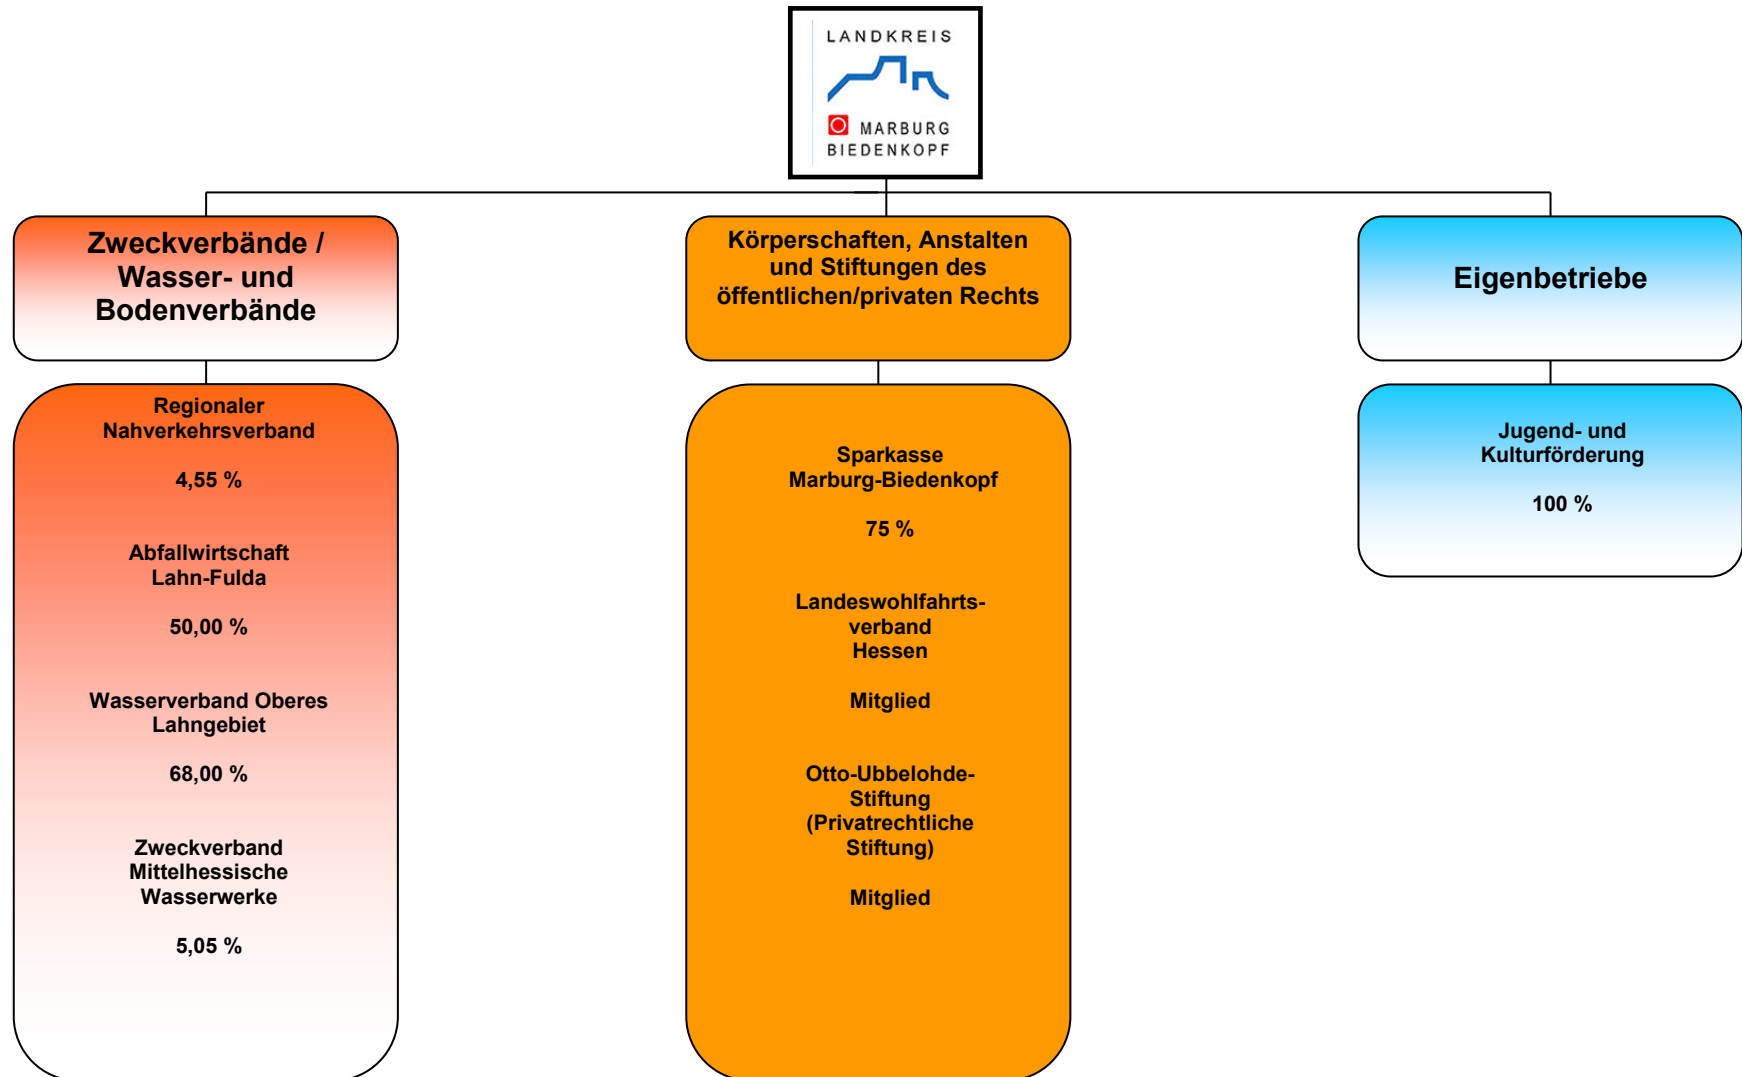 LANDKREIS
MARBURG
BIEDENKOPF
Zweckverbände /
Wasser- und
Bodenverbände
Regionaler
Nahverkehrsverband
4,55 %
Abfallwirtschaft
Lahn-Fulda
50,00 %
Wasserverband Oberes
Lahngebiet
68,00 %
Zweckverband
Mittelhessische
Wasserwerke
5,05 %
Körperschaften, Anstalten
und Stiftungen des
öffentlichen/privaten Rechts
Sparkasse
Marburg-Biedenkopf
75 %
Landeswohlfahrts-
verband
Hessen
Mitglied
Otto-Ubbelohde-
Stiftung
(Privatrechtliche
Stiftung)
Mitglied
Eigenbetriebe
Jugend- und
Kulturförderung
100 %